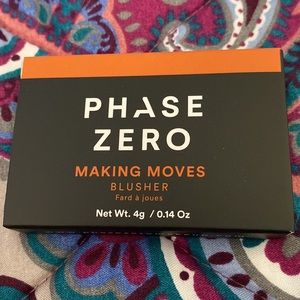 PHASE
ZERO
MAKING MOVES
BLUSHER
Fard à joues
Net Wt. 4g / 0.14 Oz